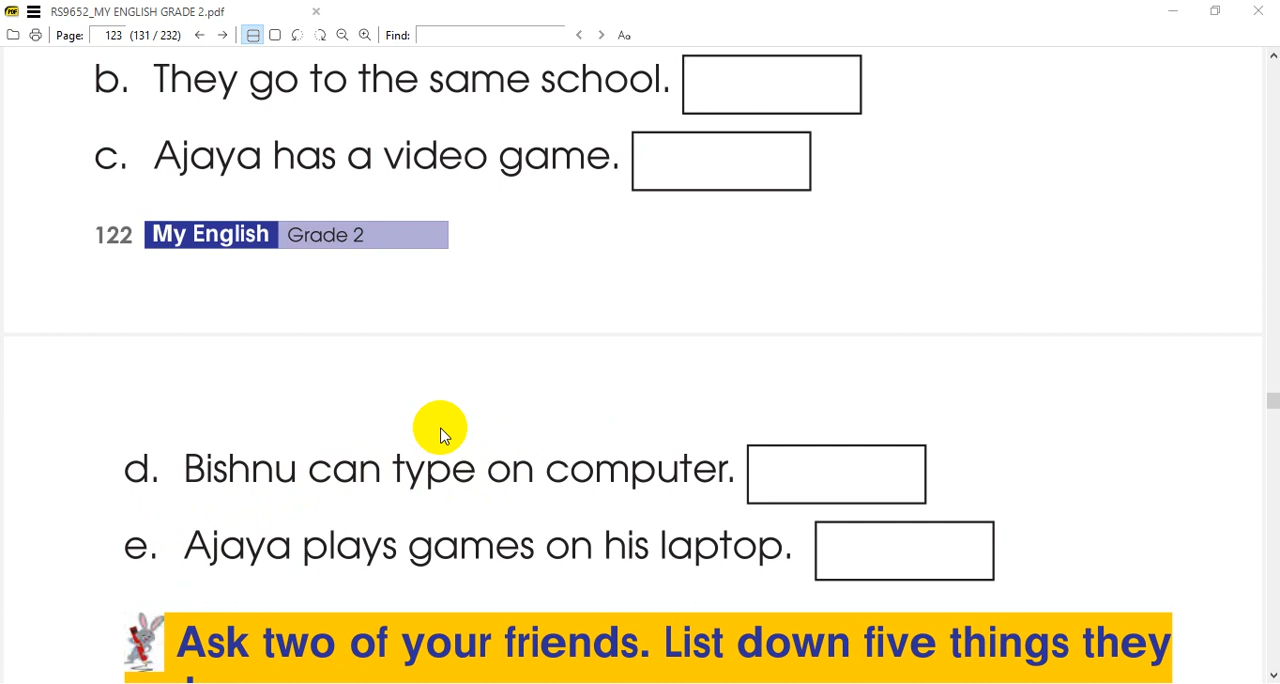 RS9652_MY ENGLISH GRADE 2.pdf
Page: 123 (131 / 232) Find:
b. They go to the same school.
c. Ajaya has a video game.
122 My English Grade 2
d. Bishnu can type on computer.
e. Ajaya plays games on his laptop.
Ask two of your friends. List down five things they